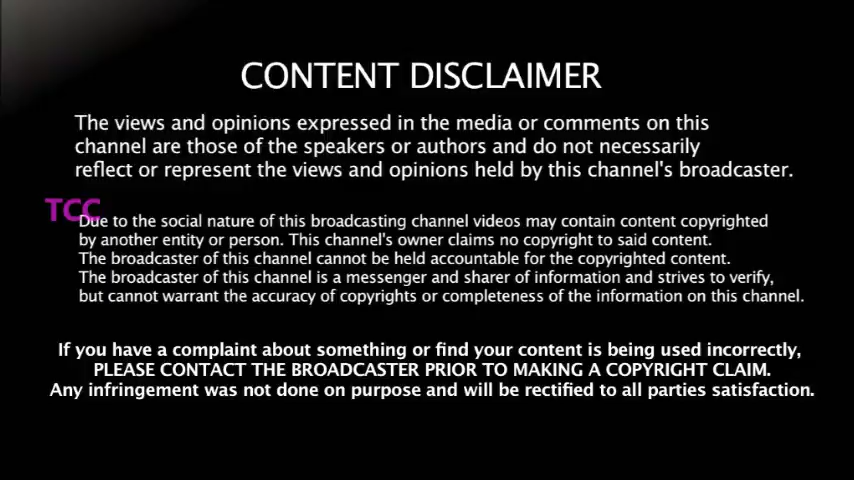 CONTENT DISCLAIMER
The views and opinions expressed in the media or comments on this
channel are those of the speakers or authors and do not necessarily
reflect or represent the views and opinions held by this channel's broadcaster.
TCC
Due to the social nature of this broadcasting channel videos may contain content copyrighted
by another entity or person. This channel's owner claims no copyright to said content.
The broadcaster of this channel cannot be held accountable for the copyrighted content.
The broadcaster of this channel is a messenger and sharer of information and strives to verify,
but cannot warrant the accuracy of copyrights or completeness of the information on this channel.
If you have a complaint about something or find your content is being used incorrectly,
PLEASE CONTACT THE BROADCASTER PRIOR TO MAKING A COPYRIGHT CLAIM.
Any infringement was not done on purpose and will be rectified to all parties satisfaction.